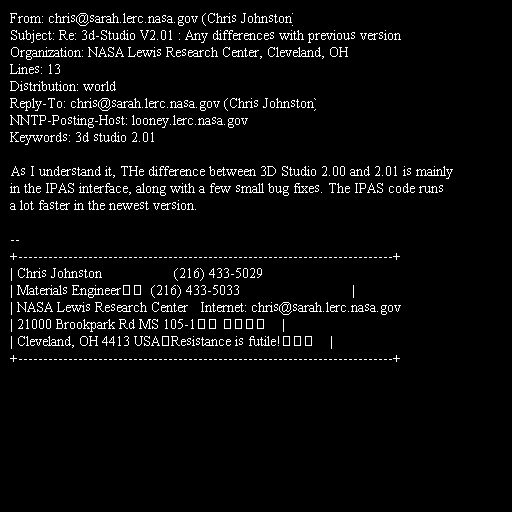 From: chris@sarah.lerc.nasa.gov (Chris Johnston)
Subject: Re: 3d-Studio V2.01 : Any differences with previous version
Organization: NASA Lewis Research Center, Cleveland, OH
Lines: 13
Distribution: world
Reply-To: chris@sarah.lerc.nasa.gov (Chris Johnston)
NNTP-Posting-Host: looney.lerc.nasa.gov
Keywords: 3d studio 2.01

As I understand it, THe difference between 3D Studio 2.00 and 2.01 is mainly
in the IPAS interface, along with a few small bug fixes. The IPAS code runs
a lot faster in the newest version.

--
+---------------------------------------------------------------------------+
| Chris Johnston (216) 433-5029
| Materials Engineer□□ (216) 433-5033 |
| NASA Lewis Research Center Internet: chris@sarah.lerc.nasa.gov
| 21000 Brookpark Rd MS 105-1□□ □□□□ |
| Cleveland, OH 4413 USA□Resistance is futile!□□□ |
+---------------------------------------------------------------------------+